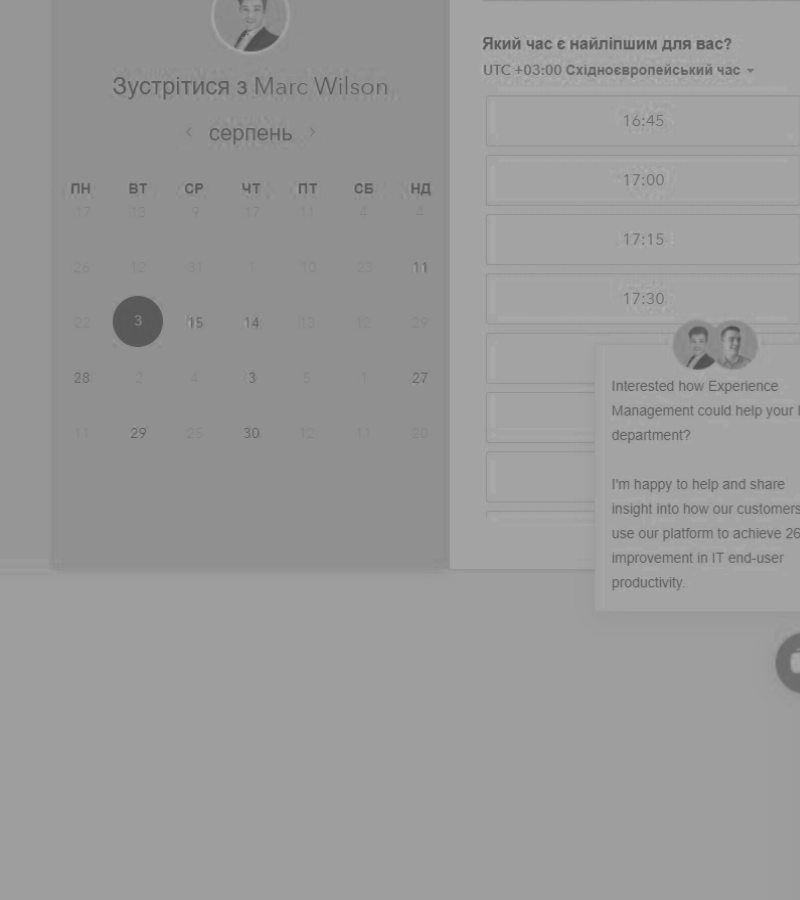 Зустрітися з Marc Wilson
серпень
ПН ВТ СР ЧТ ПТ СБ НД
17 13 9 17 11 4 4
26 12 31 1 10 23 11
22 3 15 14 13 12 29
28 2 4 3 5 1 27
11 29 25 30 12 11 20
Який час є найліпшим для вас?
UTC +03:00 Східноєвропейський час
16:45
17:00
17:15
17:30
Interested how Experience
Management could help your
department?
I'm happy to help and share
insight into how our customers
use our platform to achieve 26
improvement in IT end-user
productivity.